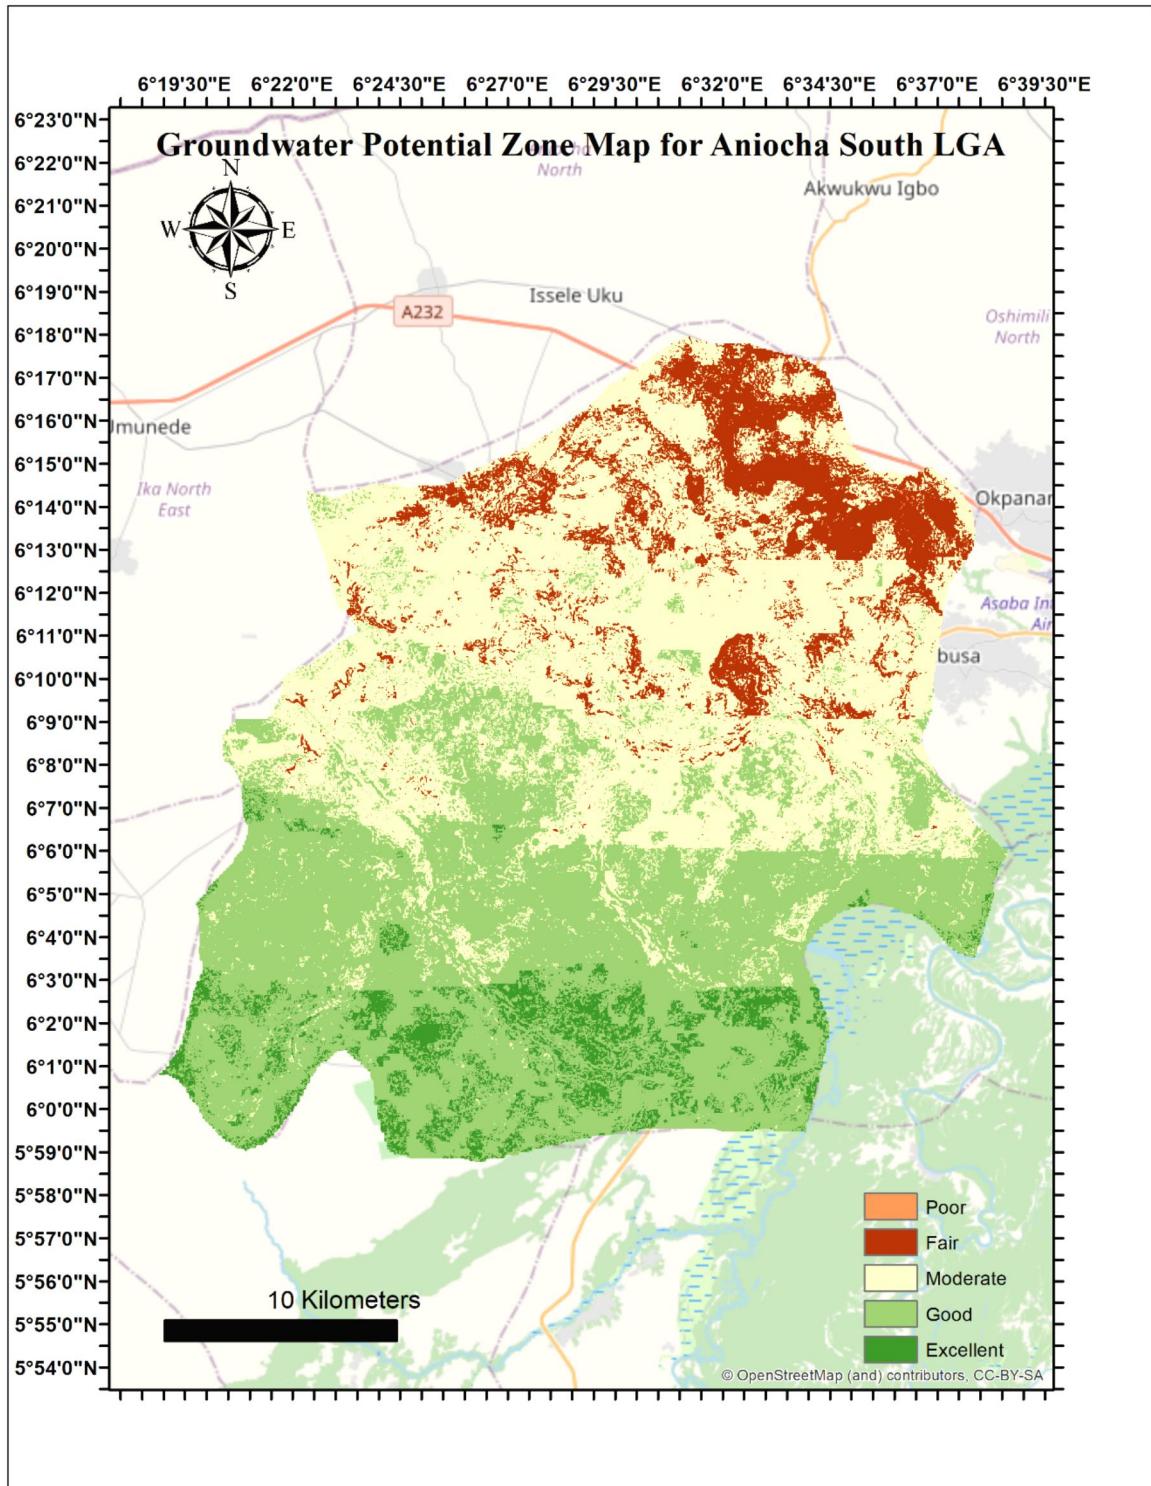 6°19'30"E 6°22'0"E 6°24'30"E 6°27'0"E 6°29'30"E 6°32'0"E 6°34'30"E 6°37'0"E 6°39'30"E
6°23'0"N
Groundwater Potential Zone Map for Aniocha South LGA
6°22'0"N
North
N
Akwukwu Igbo
6°21'0"N
W
E
6°20'0"N
S
6°19'0"N
Issele Uku
A232
Oshimili
North
6°18'0"N
6°17'0"N
6°16'0"N
Umunede
6°15'0"N
Ika North
East
6°14'0"N
Okpanam
6°13'0"N
6°12'0"N
Asaba Int
Air
6°11'0"N
busa
6°10'0"N
6°9'0"N
6°8'0"N
6°7'0"N
6°6'0"N
6°5'0"N
6°4'0"N
6°3'0"N
6°2'0"N
6°1'0"N
6°0'0"N
5°59'0"N
5°58'0"N
Poor
5°57'0"N
Fair
5°56'0"N
Moderate
10 Kilometers
5°55'0"N
Good
5°54'0"N
Excellent
© OpenStreetMap (and) contributors, CC-BY-SA